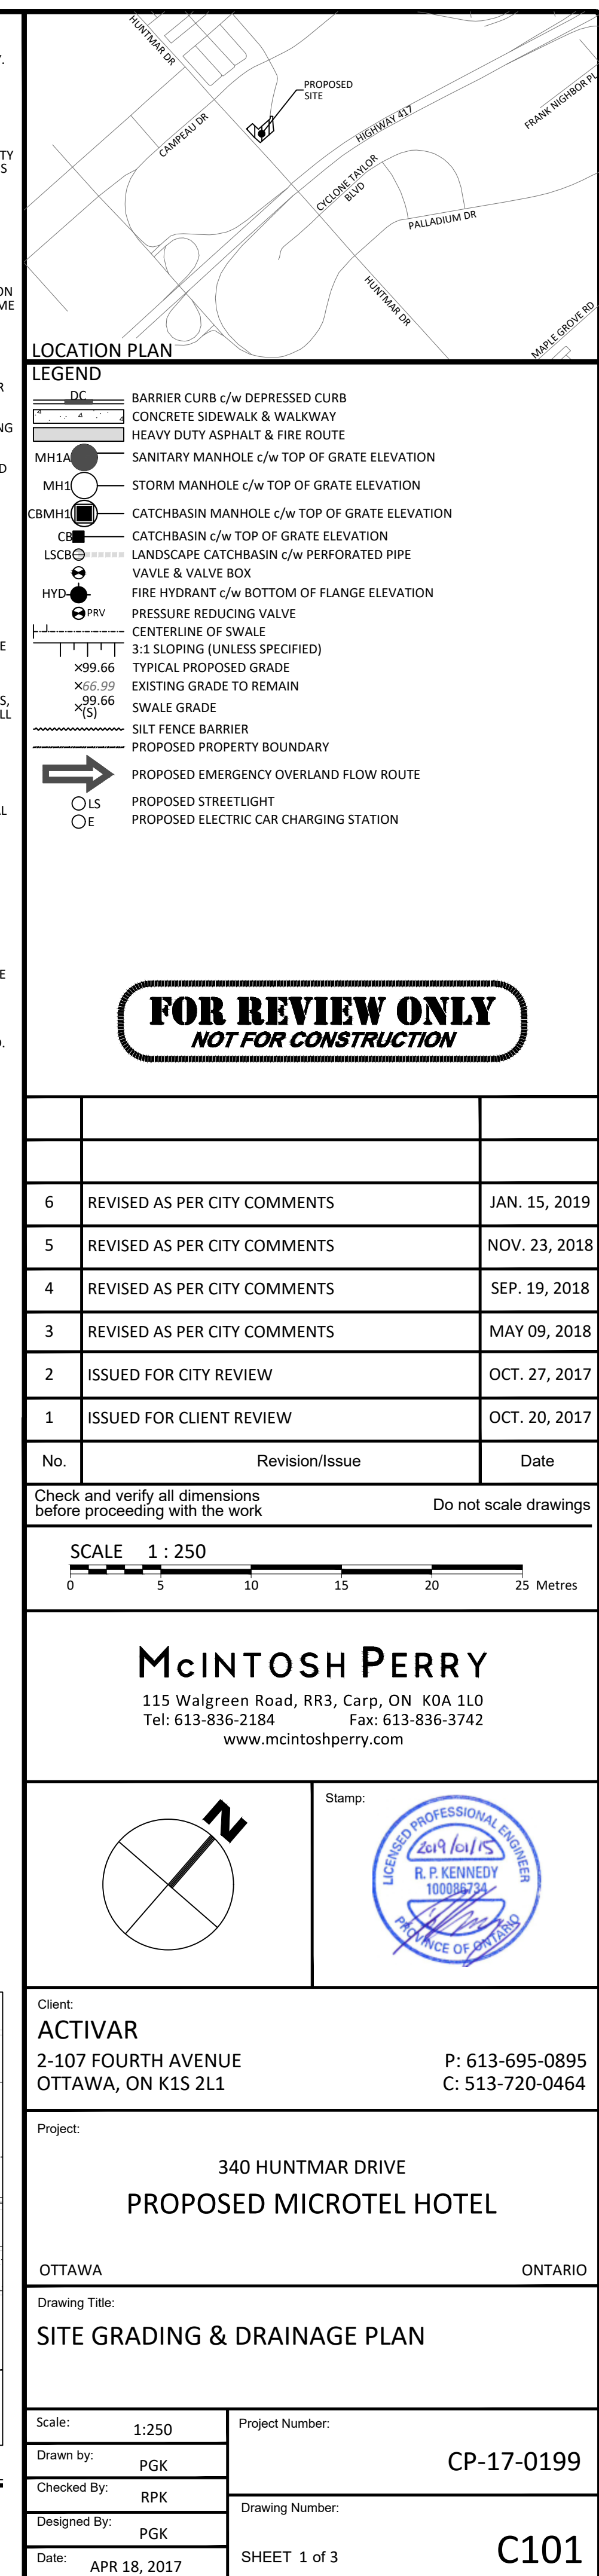 HUNTMAR DR
PROPOSED
SITE
CAMPEAU DR
HIGHWAY 417
FRANK NIGHBOR PL
CYCLONE TAYLOR
BLVD
PALLADIUM DR
HUNTMAR DR
MAPLE GROVE RD
LOCATION PLAN
LEGEND
DC BARRIER CURB c/w DEPRESSED CURB
CONCRETE SIDEWALK & WALKWAY
HEAVY DUTY ASPHALT & FIRE ROUTE
MH1A SANITARY MANHOLE c/w TOP OF GRATE ELEVATION
MH1 STORM MANHOLE c/w TOP OF GRATE ELEVATION
CBMH1 CATCHBASIN MANHOLE c/w TOP OF GRATE ELEVATION
CB CATCHBASIN c/w TOP OF GRATE ELEVATION
LSCB LANDSCAPE CATCHBASIN c/w PERFORATED PIPE
VAVLE & VALVE BOX
HYD FIRE HYDRANT c/w BOTTOM OF FLANGE ELEVATION
PRV PRESSURE REDUCING VALVE
CENTERLINE OF SWALE
3:1 SLOPING (UNLESS SPECIFIED)
×99.66 TYPICAL PROPOSED GRADE
×66.99 EXISTING GRADE TO REMAIN
×99.66 (S) SWALE GRADE
SILT FENCE BARRIER
PROPOSED PROPERTY BOUNDARY
PROPOSED EMERGENCY OVERLAND FLOW ROUTE
LS PROPOSED STREETLIGHT
E PROPOSED ELECTRIC CAR CHARGING STATION
FOR REVIEW ONLY
NOT FOR CONSTRUCTION
6 REVISED AS PER CITY COMMENTS JAN. 15, 2019
5 REVISED AS PER CITY COMMENTS NOV. 23, 2018
4 REVISED AS PER CITY COMMENTS SEP. 19, 2018
3 REVISED AS PER CITY COMMENTS MAY 09, 2018
2 ISSUED FOR CITY REVIEW OCT. 27, 2017
1 ISSUED FOR CLIENT REVIEW OCT. 20, 2017
No. Revision/Issue Date
Check and verify all dimensions
before proceeding with the work
Do not scale drawings
SCALE 1 : 250
0 5 10 15 20 25 Metres
McINTOSH PERRY
115 Walgreen Road, RR3, Carp, ON K0A 1L0
Tel: 613-836-2184 Fax: 613-836-3742
www.mcintoshperry.com
N
Stamp:
LICENSED PROFESSIONAL ENGINEER
2019/01/15
R. P. KENNEDY
100086734
PROVINCE OF ONTARIO
Client:
ACTIVAR
2-107 FOURTH AVENUE P: 613-695-0895
OTTAWA, ON K1S 2L1 C: 513-720-0464
Project:
340 HUNTMAR DRIVE
PROPOSED MICROTEL HOTEL
OTTAWA ONTARIO
Drawing Title:
SITE GRADING & DRAINAGE PLAN
Scale: 1:250
Drawn by: PGK
Checked By: RPK
Designed By: PGK
Date: APR 18, 2017
Project Number:
CP-17-0199
Drawing Number:
SHEET 1 of 3 C101